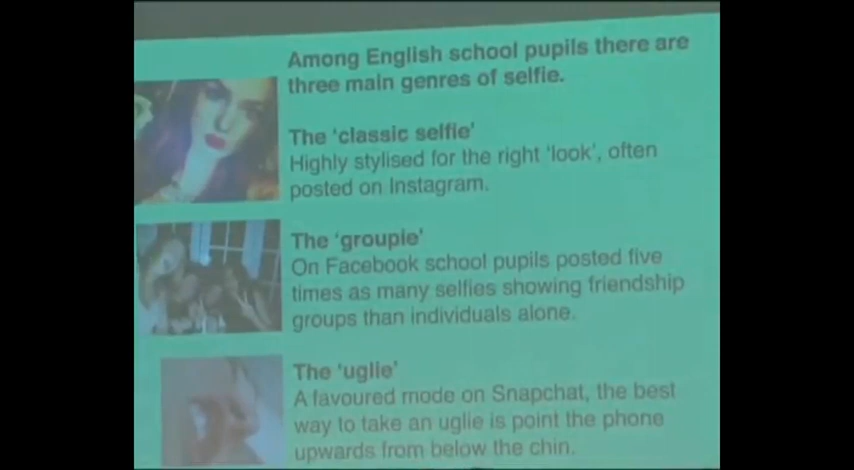 Among English school pupils there are
three main genres of selfie.
The ‘classic selfie’
Highly stylised for the right ‘look’, often
posted on Instagram.
The ‘groupie’
On Facebook school pupils posted five
times as many selfies showing friendship
groups than individuals alone.
The ‘uglie’
A favoured mode on Snapchat, the best
way to take an uglie is point the phone
upwards from below the chin.